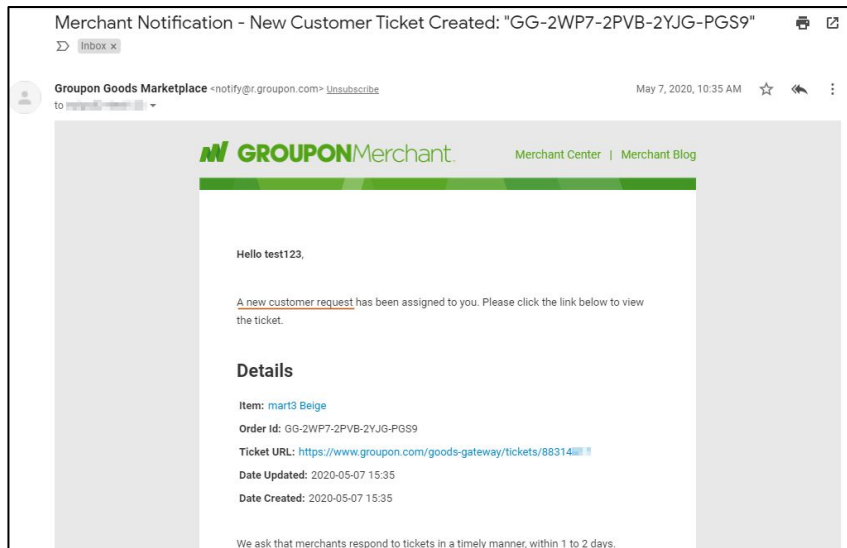 Merchant Notification - New Customer Ticket Created: "GG-2WP7-2PVB-2YJG-PGS9"
Inbox x
Groupon Goods Marketplace <notify@r.groupon.com> Unsubscribe
May 7, 2020, 10:35 AM
to
GROUPONMerchant.
Merchant Center | Merchant Blog
Hello test123,
A new customer request has been assigned to you. Please click the link below to view
the ticket.
Details
Item: mart3 Beige
Order Id: GG-2WP7-2PVB-2YJG-PGS9
Ticket URL: https://www.groupon.com/goods-gateway/tickets/88314
Date Updated: 2020-05-07 15:35
Date Created: 2020-05-07 15:35
We ask that merchants respond to tickets in a timely manner, within 1 to 2 days.